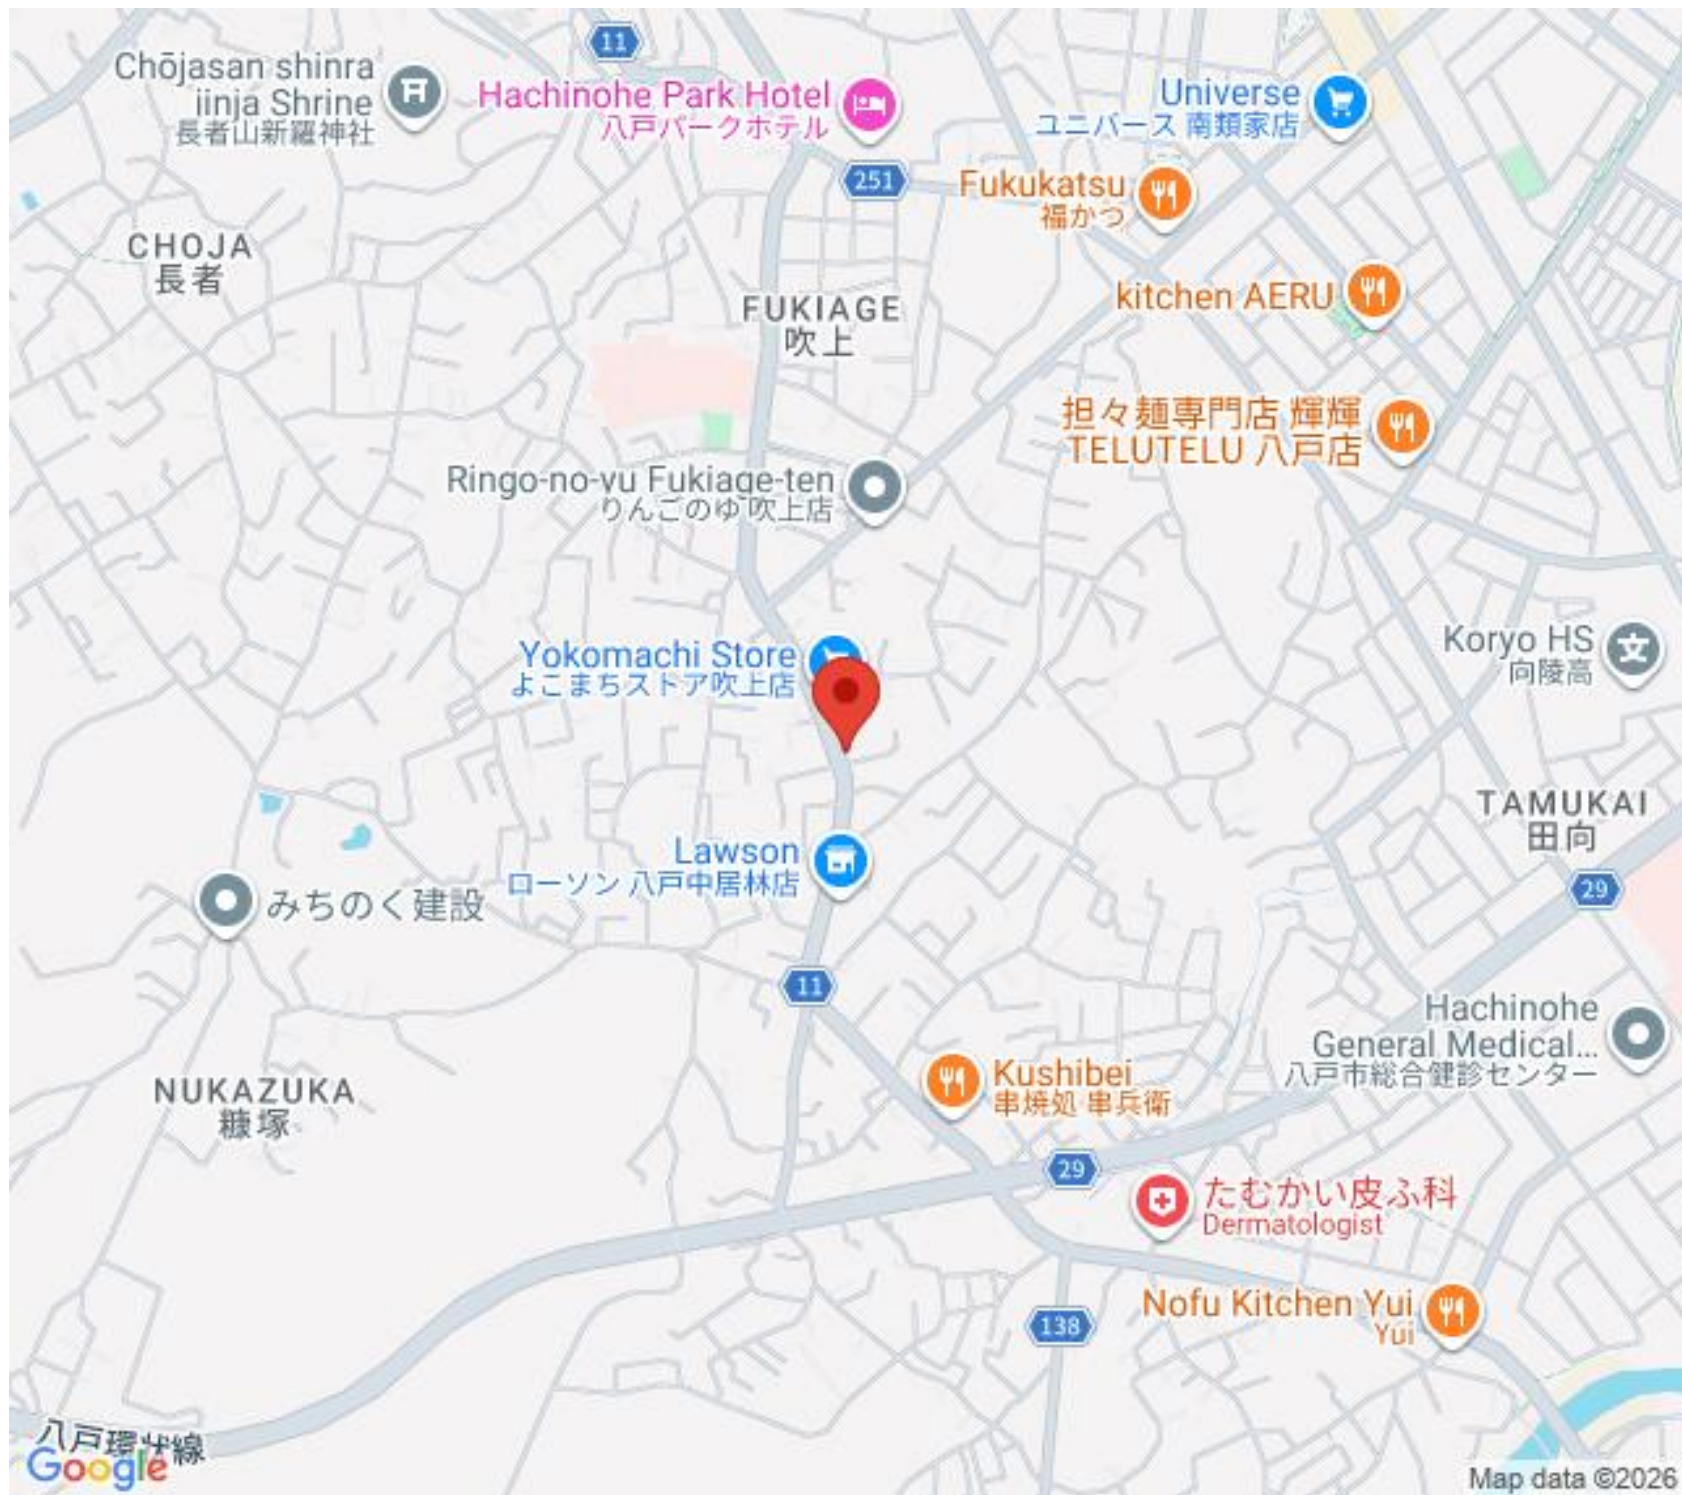 11
Chōjasan shinra
jinja Shrine
長者山新羅神社
Hachinohe Park Hotel
八戸パークホテル
Universe
ユニバース 南類家店
251
Fukukatsu
福かつ
CHOJA
長者
FUKIAGE
吹上
kitchen AERU
担々麺専門店 輝輝
TELUTELU 八戸店
Ringo-no-yu Fukiage-ten
りんごのゆ 吹上店
Yokomachi Store
よこまちストア吹上店
Koryo HS
向陵高
TAMUKAI
田向
Lawson
ローソン 八戸中居林店
29
みちのく建設
11
Hachinohe
General Medical...
八戸市総合健診センター
Kushibei
串焼処 串兵衛
NUKAZUKA
糠塚
29
たむかい皮ふ科
Dermatologist
Nofu Kitchen Yui
Yui
138
八戸環状線
Google
Map data ©2026